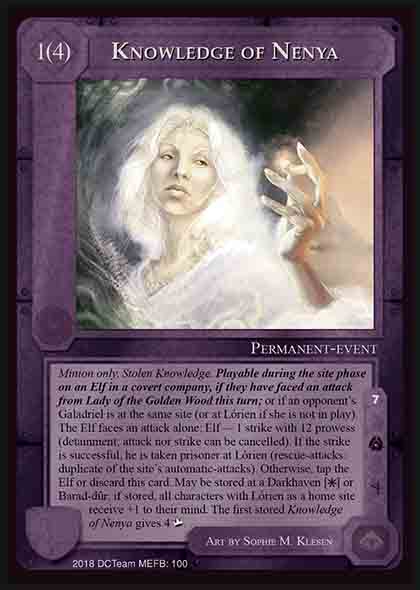 1(4)
KNOWLEDGE OF NENYA
PERMANENT-EVENT
Minion only. Stolen Knowledge. Playable during the site phase
on an Elf in a covert company, if they have faced an attack
from Lady of the Golden Wood this turn; or if an opponent's
Galadriel is at the same site (or at Lórien if she is not in play).
The Elf faces an attack alone: Elf — 1 strike with 12 prowess
(detainment; attack nor strike can be cancelled). If the strike
is successful, he is taken prisoner at Lórien (rescue-attacks:
duplicate of the site's automatic-attacks). Otherwise, tap the
Elf or discard this card. May be stored at a Darkhaven [] or
Barad-dûr; if stored, all characters with Lórien as a home site
receive +1 to their mind. The first stored Knowledge
of Nenya gives 4
7
ART BY SOPHIE M. KLESEN
2018 DCTeam MEFB: 100